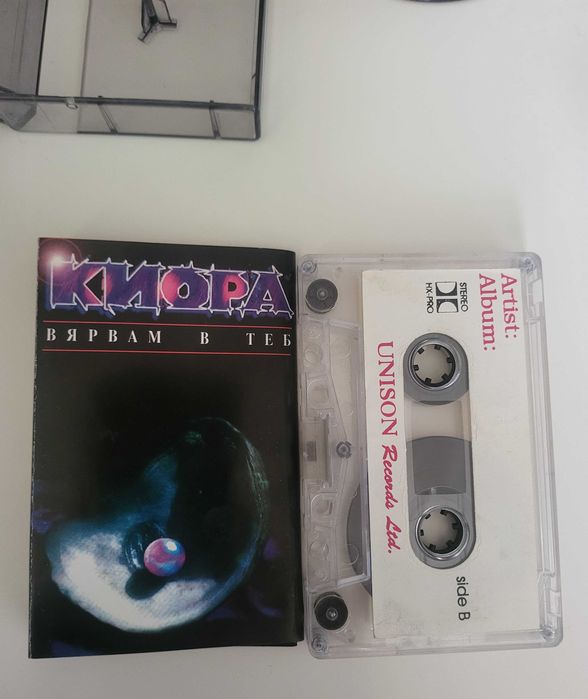 КИОРА
ВЯРВАМ В ТЕБ
Artist:
Album:
STEREO
HX-PRO
UNISON Records Ltd.
side B